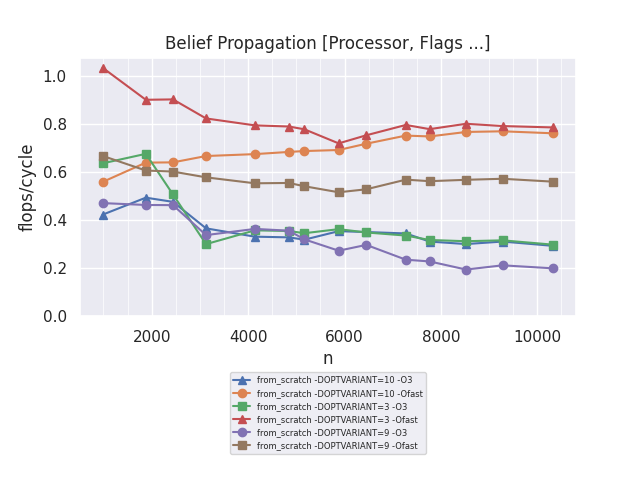 Belief Propagation [Processor, Flags ...]
flops/cycle
1.0
0.8
0.6
0.4
0.2
0.0
2000 4000 6000 8000 10000
n
from_scratch -DOPTVARIANT=10 -O3
from_scratch -DOPTVARIANT=10 -Ofast
from_scratch -DOPTVARIANT=3 -O3
from_scratch -DOPTVARIANT=3 -Ofast
from_scratch -DOPTVARIANT=9 -O3
from_scratch -DOPTVARIANT=9 -Ofast